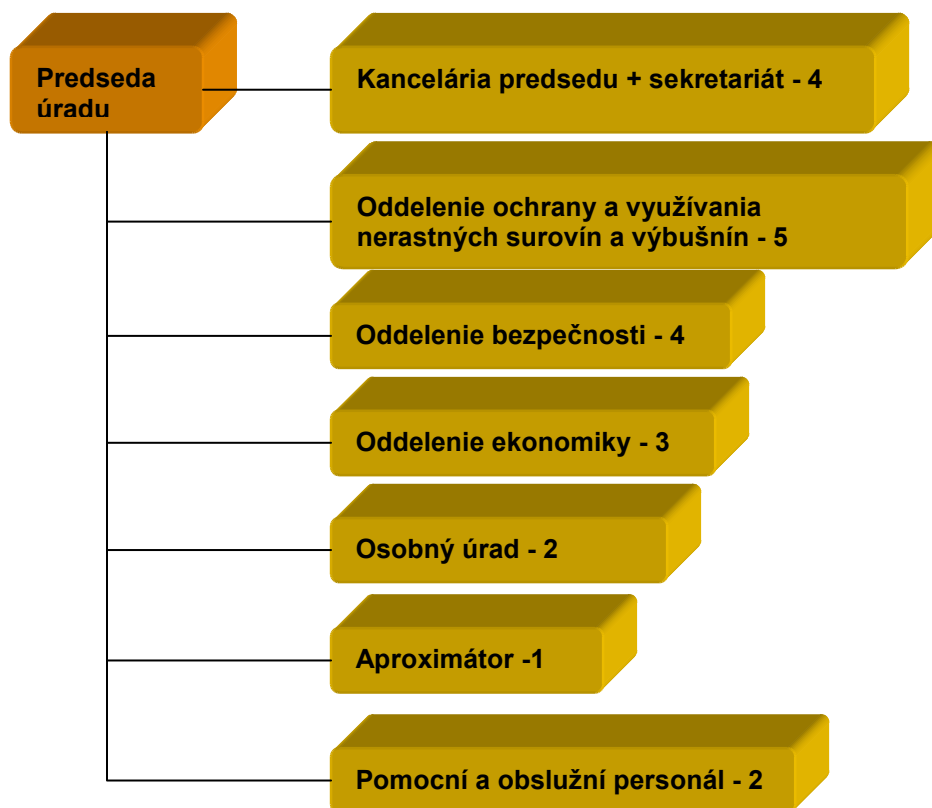 Predseda
úradu
Kancelária predsedu + sekretariát - 4
Oddelenie ochrany a využívania
nerastných surovín a výbušnín - 5
Oddelenie bezpečnosti - 4
Oddelenie ekonomiky - 3
Osobný úrad - 2
Aproximátor -1
Pomocní a obslužní personál - 2